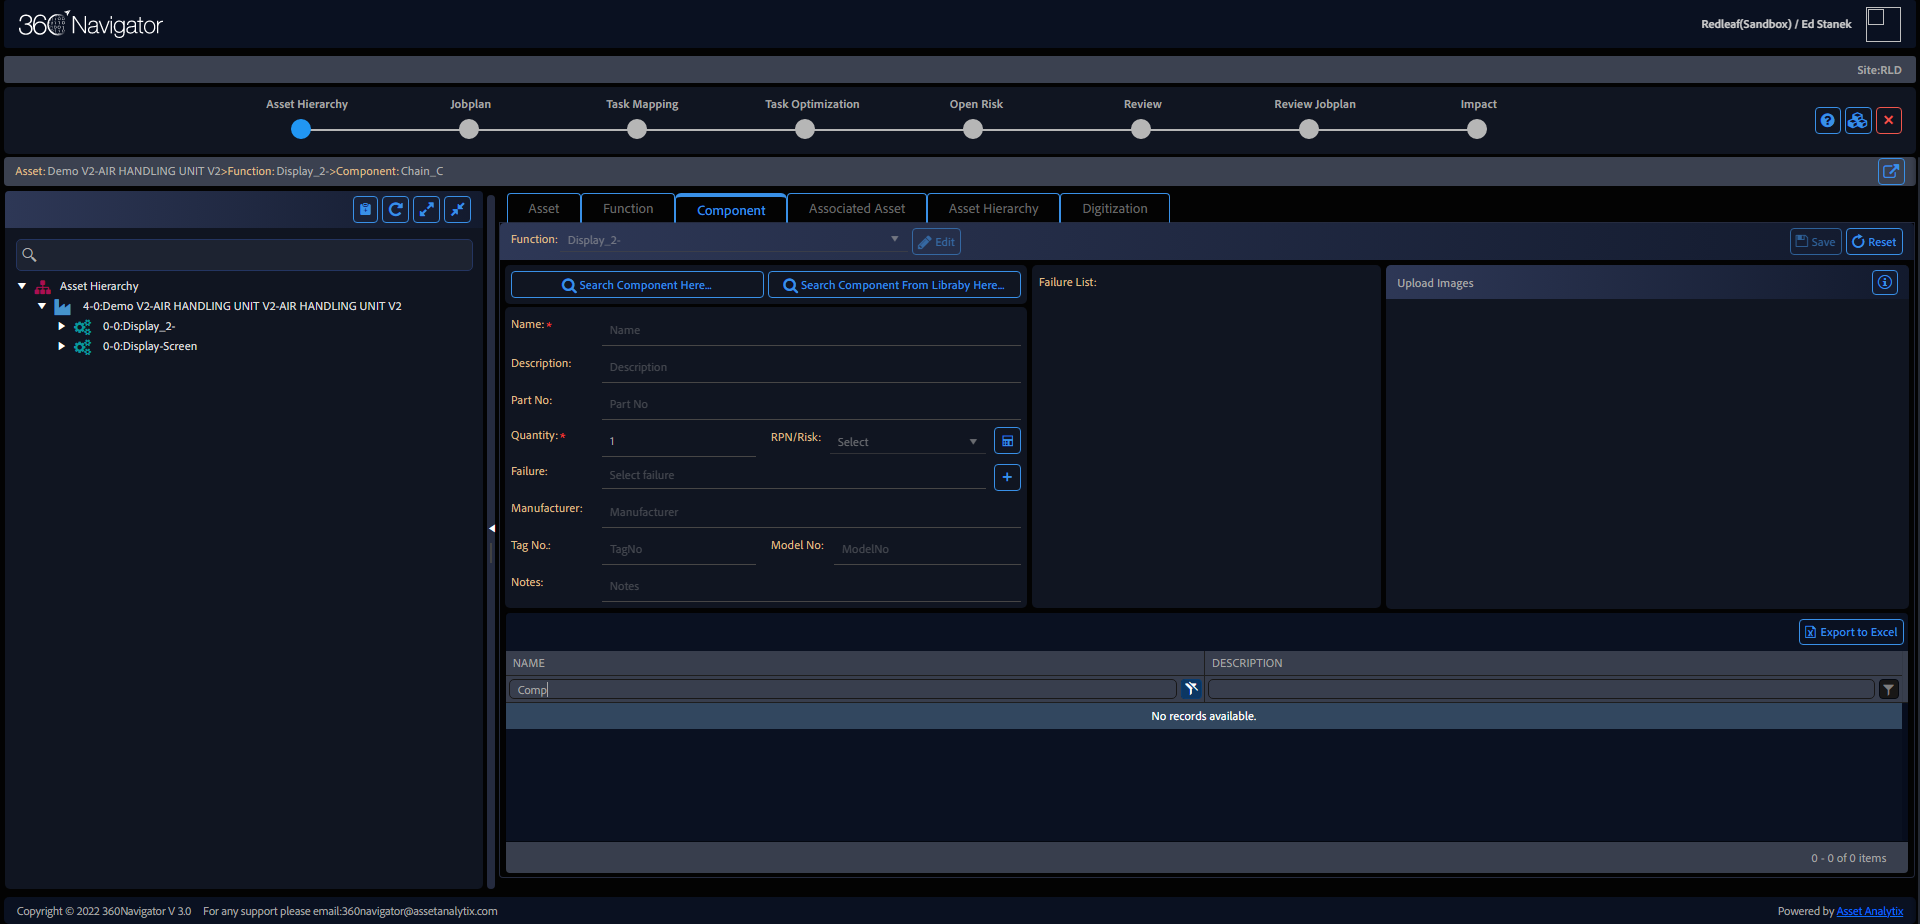 360 Navigator
Redleaf(Sandbox) / Ed Stanek
Site:RLD
Asset Hierarchy
Jobplan
Task Mapping
Task Optimization
Open Risk
Review
Review Jobplan
Impact
Asset: Demo V2-AIR HANDLING UNIT V2>Function: Display_2->Component: Chain_C
Asset Hierarchy
4-0:Demo V2-AIR HANDLING UNIT V2-AIR HANDLING UNIT V2
0-0:Display_2-
0-0:Display-Screen
Asset
Function
Component
Associated Asset
Asset Hierarchy
Digitization
Function: Display_2-
Edit
Save
Reset
Search Component Here...
Search Component From Libraby Here...
Name:* Name
Description: Description
Part No: Part No
Quantity:* 1
RPN/Risk: Select
Failure: Select failure
Manufacturer: Manufacturer
Tag No.: TagNo
Model No: ModelNo
Notes: Notes
Failure List:
Upload Images
Export to Excel
NAME
DESCRIPTION
Comp
No records available.
0 - 0 of 0 items
Copyright © 2022 360Navigator V 3.0 For any support please email:360navigator@assetanalytix.com
Powered by Asset Analytix